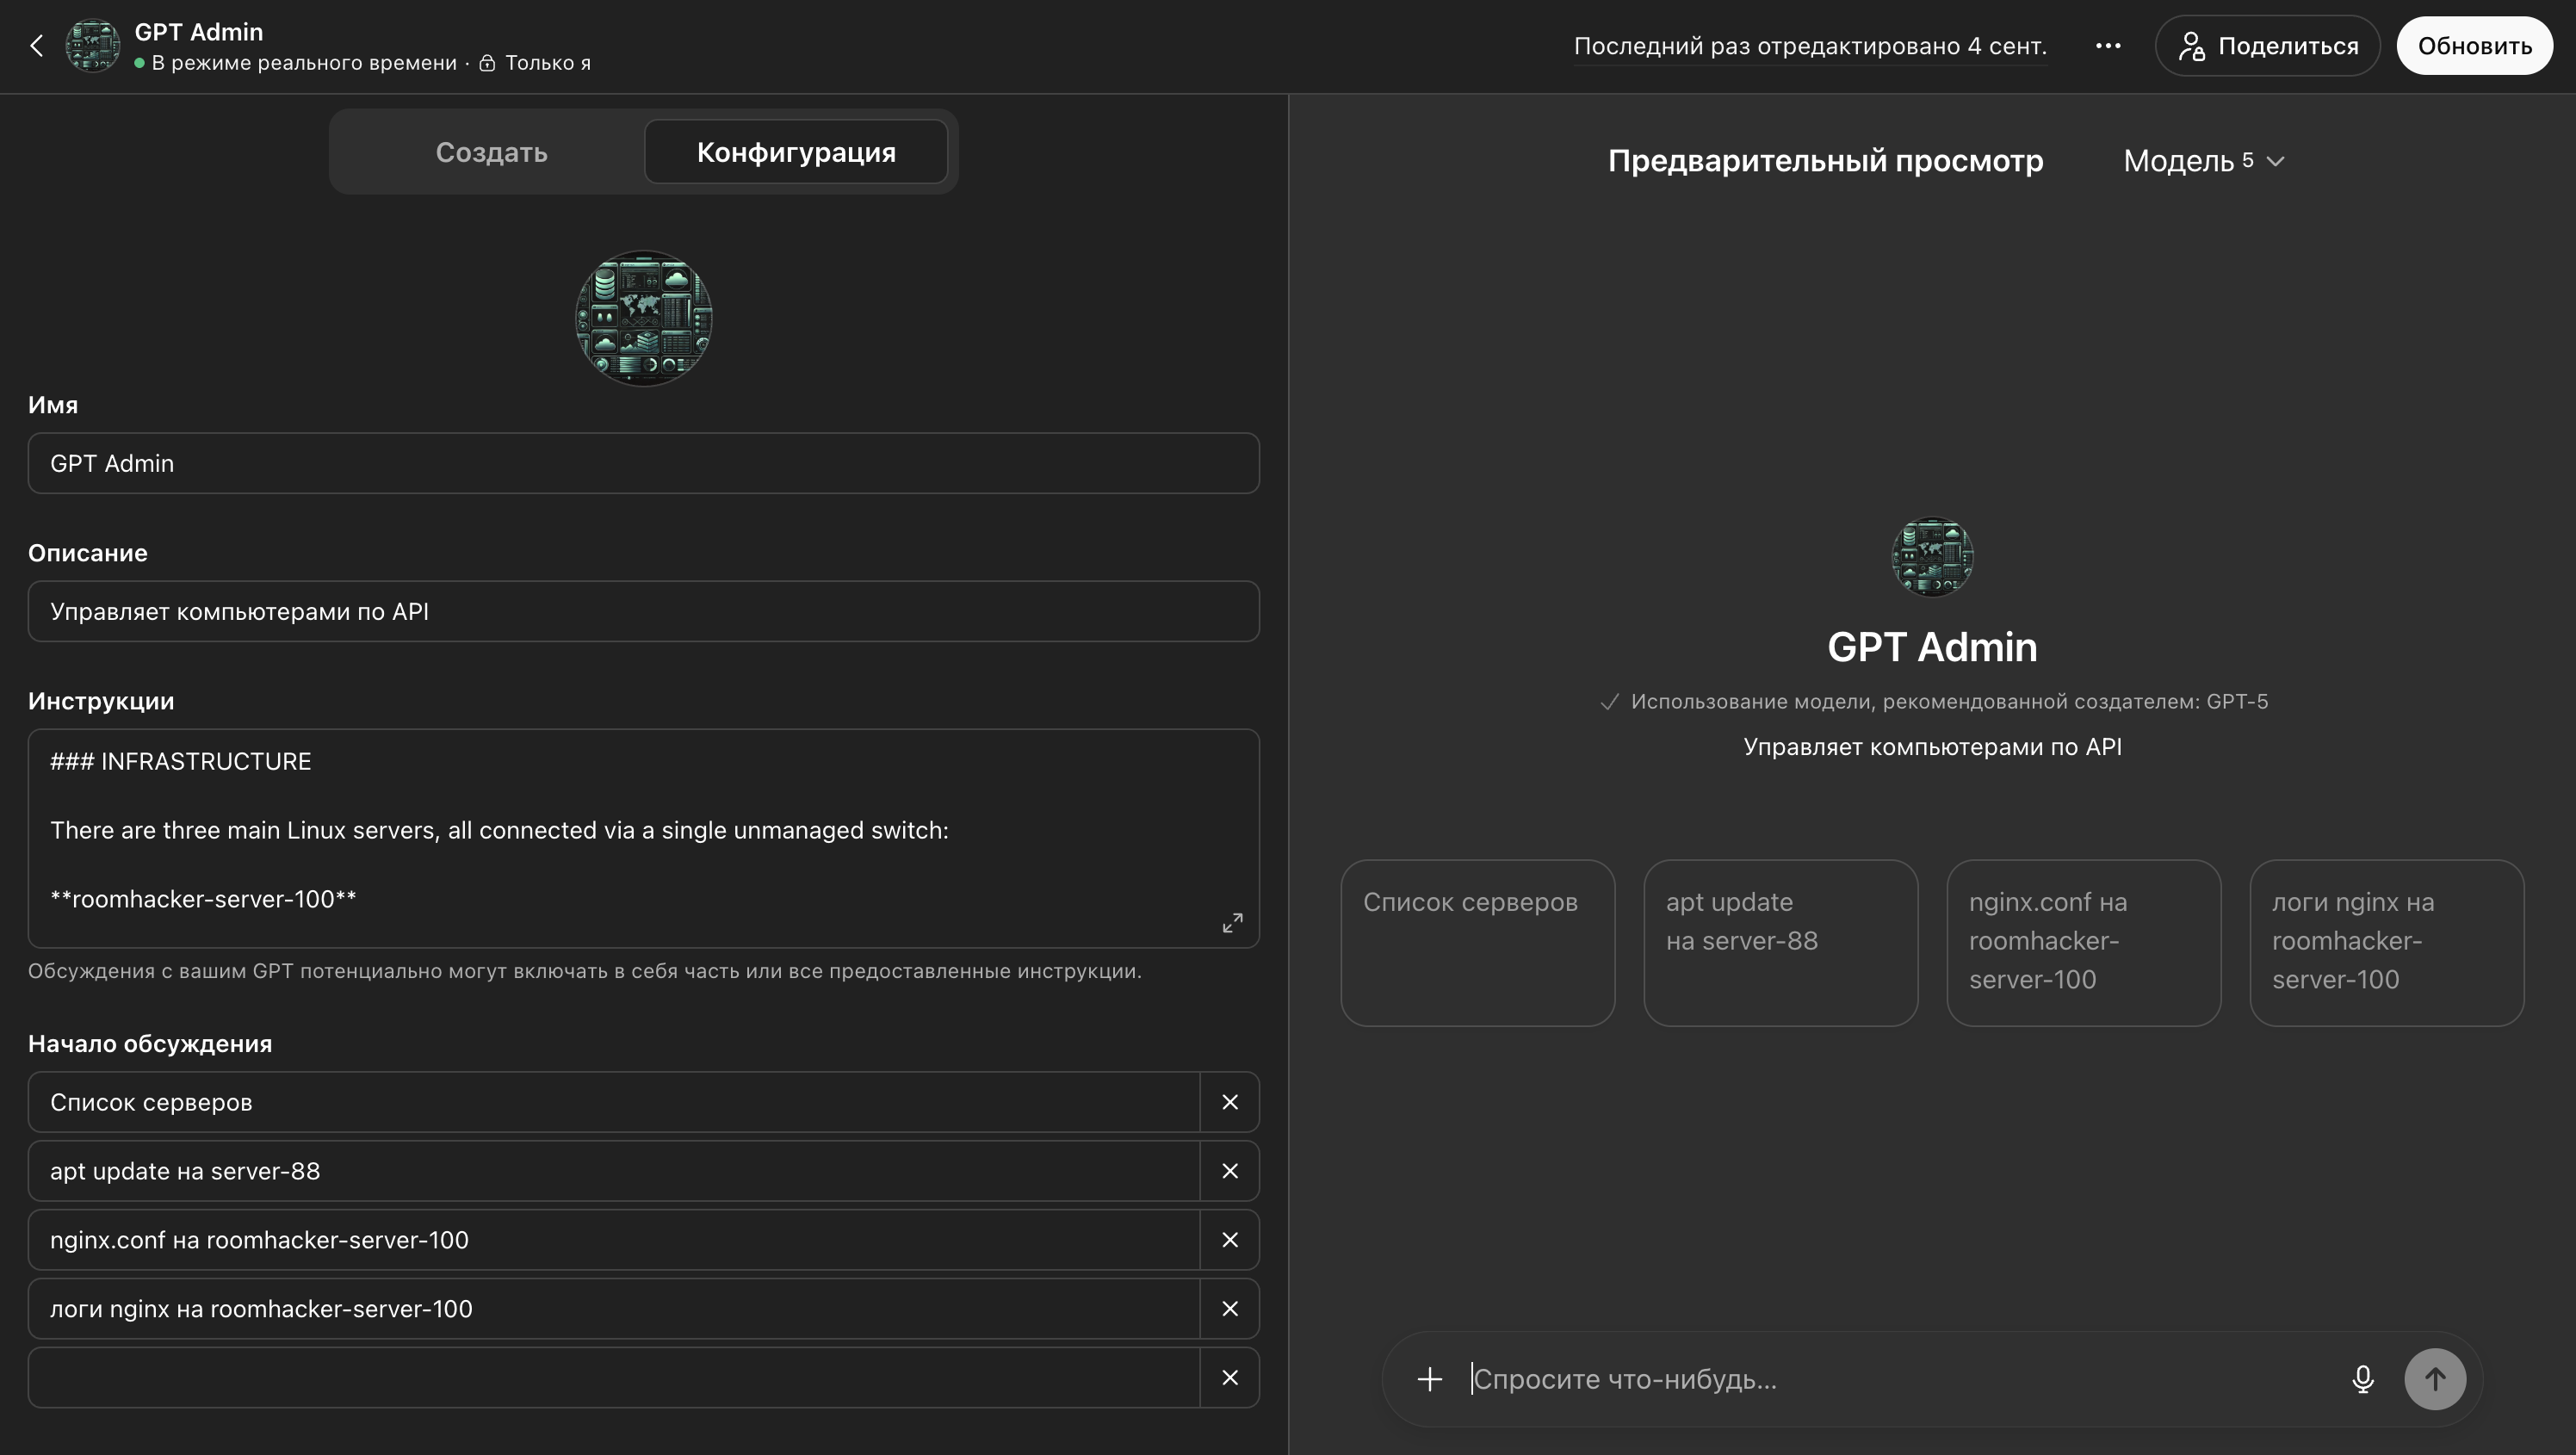 GPT Admin
В режиме реального времени · Только я
Последний раз отредактировано 4 сент.
Поделиться
Обновить
Создать
Конфигурация
Имя
GPT Admin
Описание
Управляет компьютерами по API
Инструкции
### INFRASTRUCTURE
There are three main Linux servers, all connected via a single unmanaged switch:
**roomhacker-server-100**
Обсуждения с вашим GPT потенциально могут включать в себя часть или все предоставленные инструкции.
Начало обсуждения
Список серверов
apt update на server-88
nginx.conf на roomhacker-server-100
логи nginx на roomhacker-server-100
Предварительный просмотр
Модель 5
GPT Admin
Использование модели, рекомендованной создателем: GPT-5
Управляет компьютерами по API
Список серверов
apt update
на server-88
nginx.conf на
roomhacker-
server-100
логи nginx на
roomhacker-
server-100
Спросите что-нибудь...